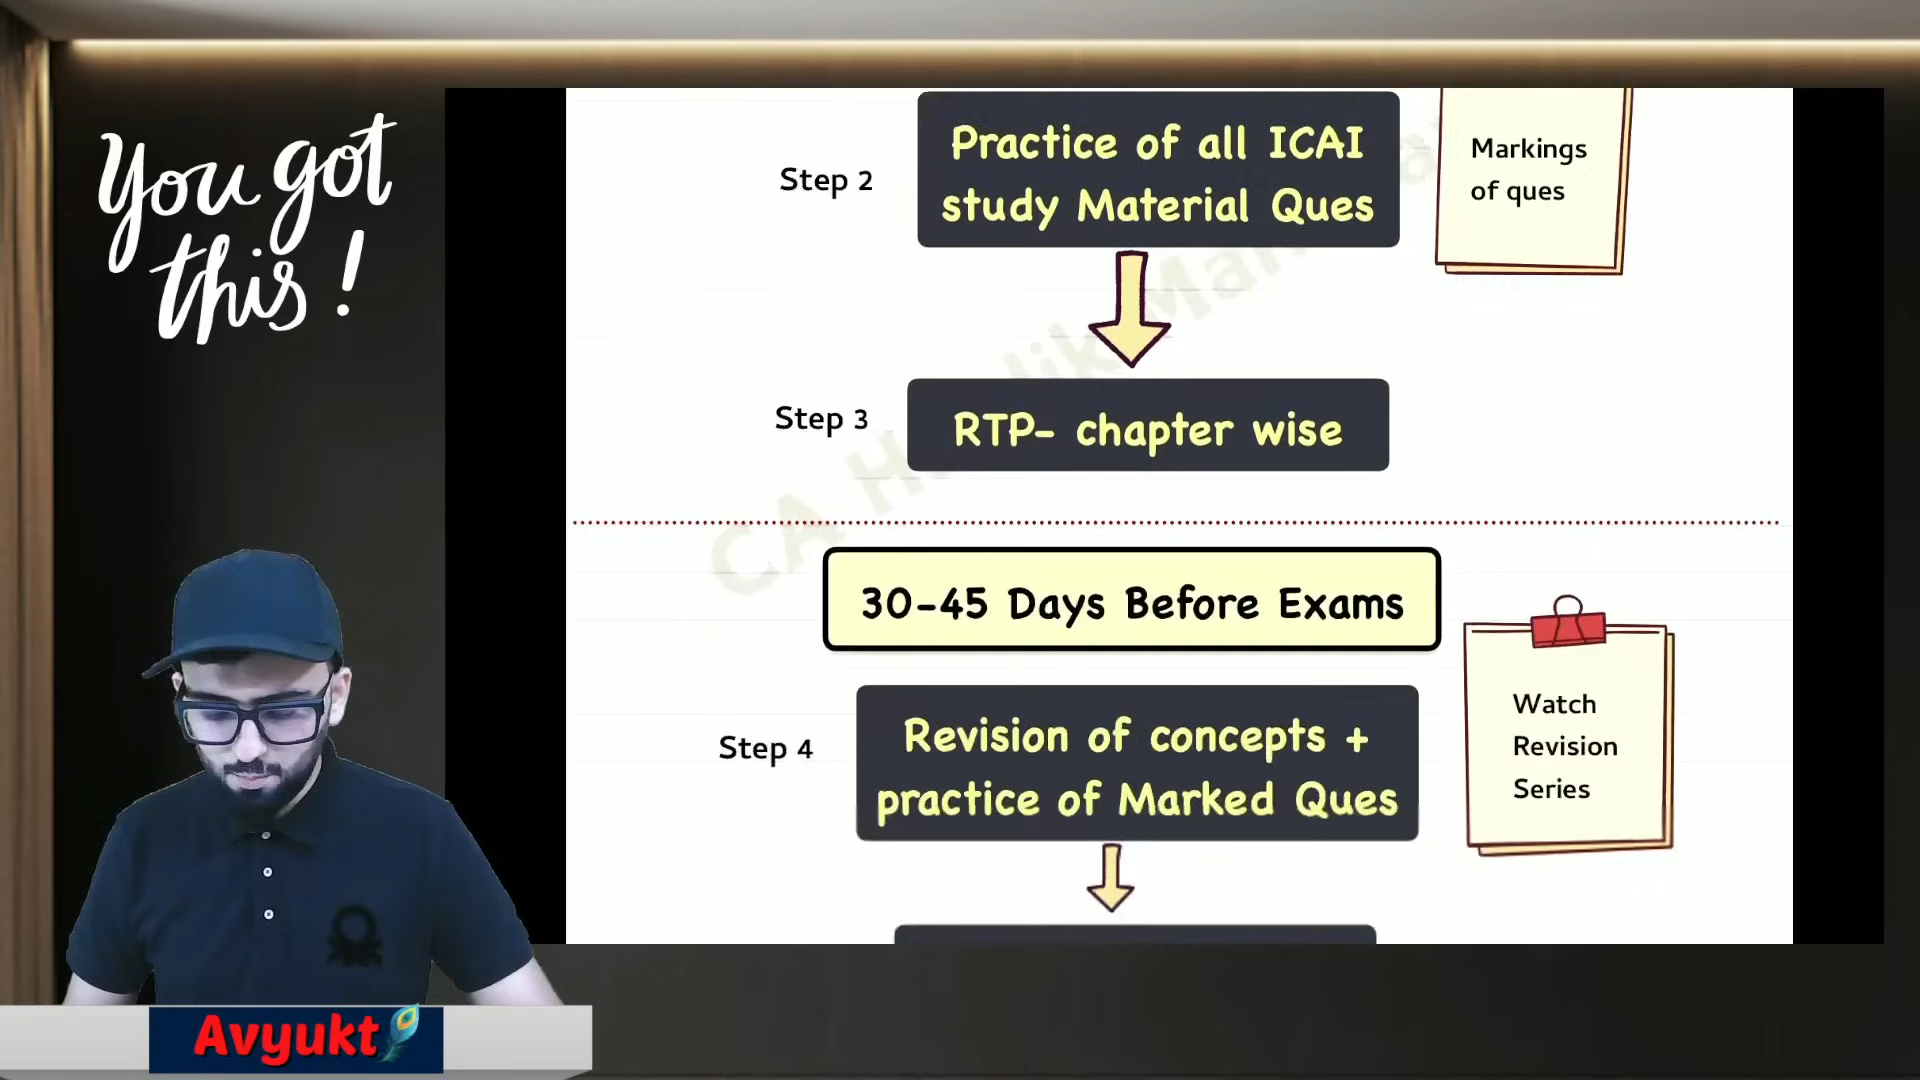 You got
this!
Step 2
Practice of all ICAI
study Material Ques
Markings
of ques
Step 3
RTP- chapter wise
30-45 Days Before Exams
Step 4
Revision of concepts +
practice of Marked Ques
Watch
Revision
Series
CA
Avyukt